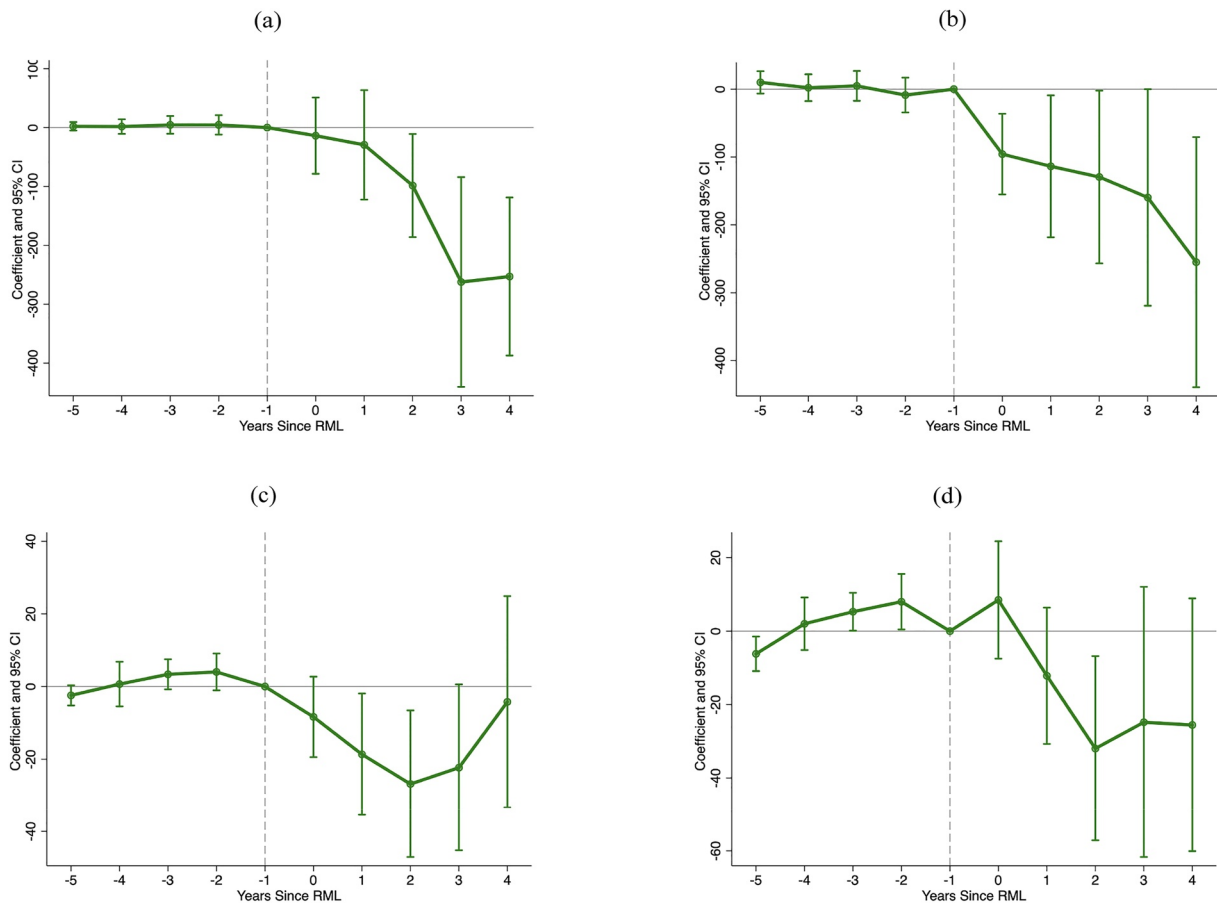 (a)
Coefficient and 95% CI
100
0
-100
-200
-300
-400
-5 -4 -3 -2 -1 0 1 2 3 4
Years Since RML
(b)
Coefficient and 95% CI
0
-100
-200
-300
-400
-5 -4 -3 -2 -1 0 1 2 3 4
Years Since RML
(c)
Coefficient and 95% CI
40
20
0
-20
-40
-5 -4 -3 -2 -1 0 1 2 3 4
Years Since RML
(d)
Coefficient and 95% CI
20
0
-20
-40
-60
-5 -4 -3 -2 -1 0 1 2 3 4
Years Since RML